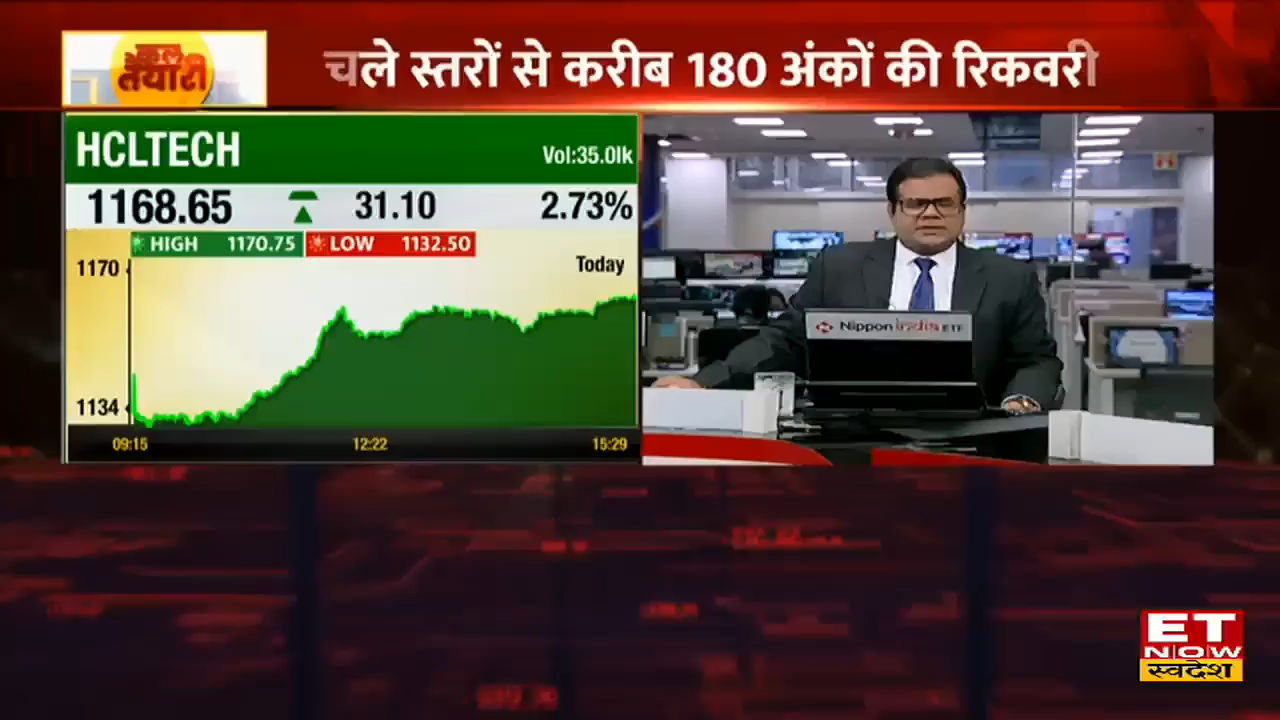 तैयारी
चले स्तरों से करीब 180 अंकों की रिकवरी
HCLTECH
Vol:35.0lk
1168.65 31.10 2.73%
HIGH 1170.75 LOW 1132.50
Today
1170
1134
09:15 12:22 15:29
Nippon india ETF
ET
NOW
स्वदेश